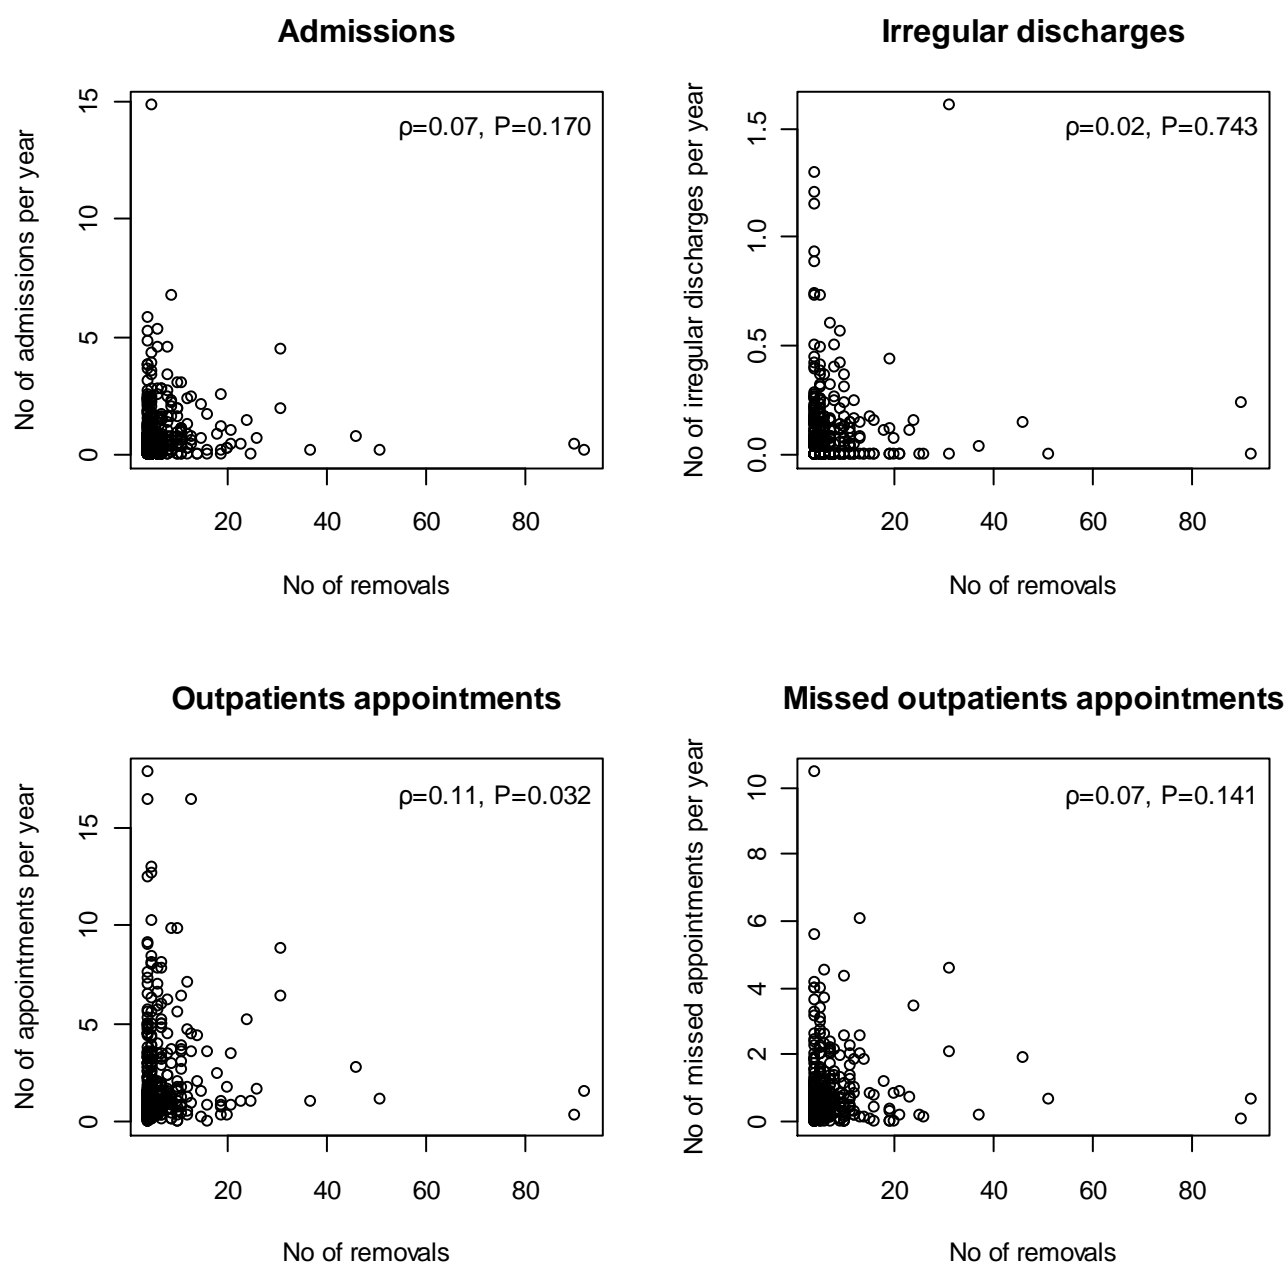 Admissions
No of admissions per year
15
10
5
0
ρ=0.07, P=0.170
20 40 60 80
No of removals
Irregular discharges
No of irregular discharges per year
1.5
1.0
0.5
0.0
ρ=0.02, P=0.743
20 40 60 80
No of removals
Outpatients appointments
No of appointments per year
15
10
5
0
ρ=0.11, P=0.032
20 40 60 80
No of removals
Missed outpatients appointments
No of missed appointments per year
10
8
6
4
2
0
ρ=0.07, P=0.141
20 40 60 80
No of removals